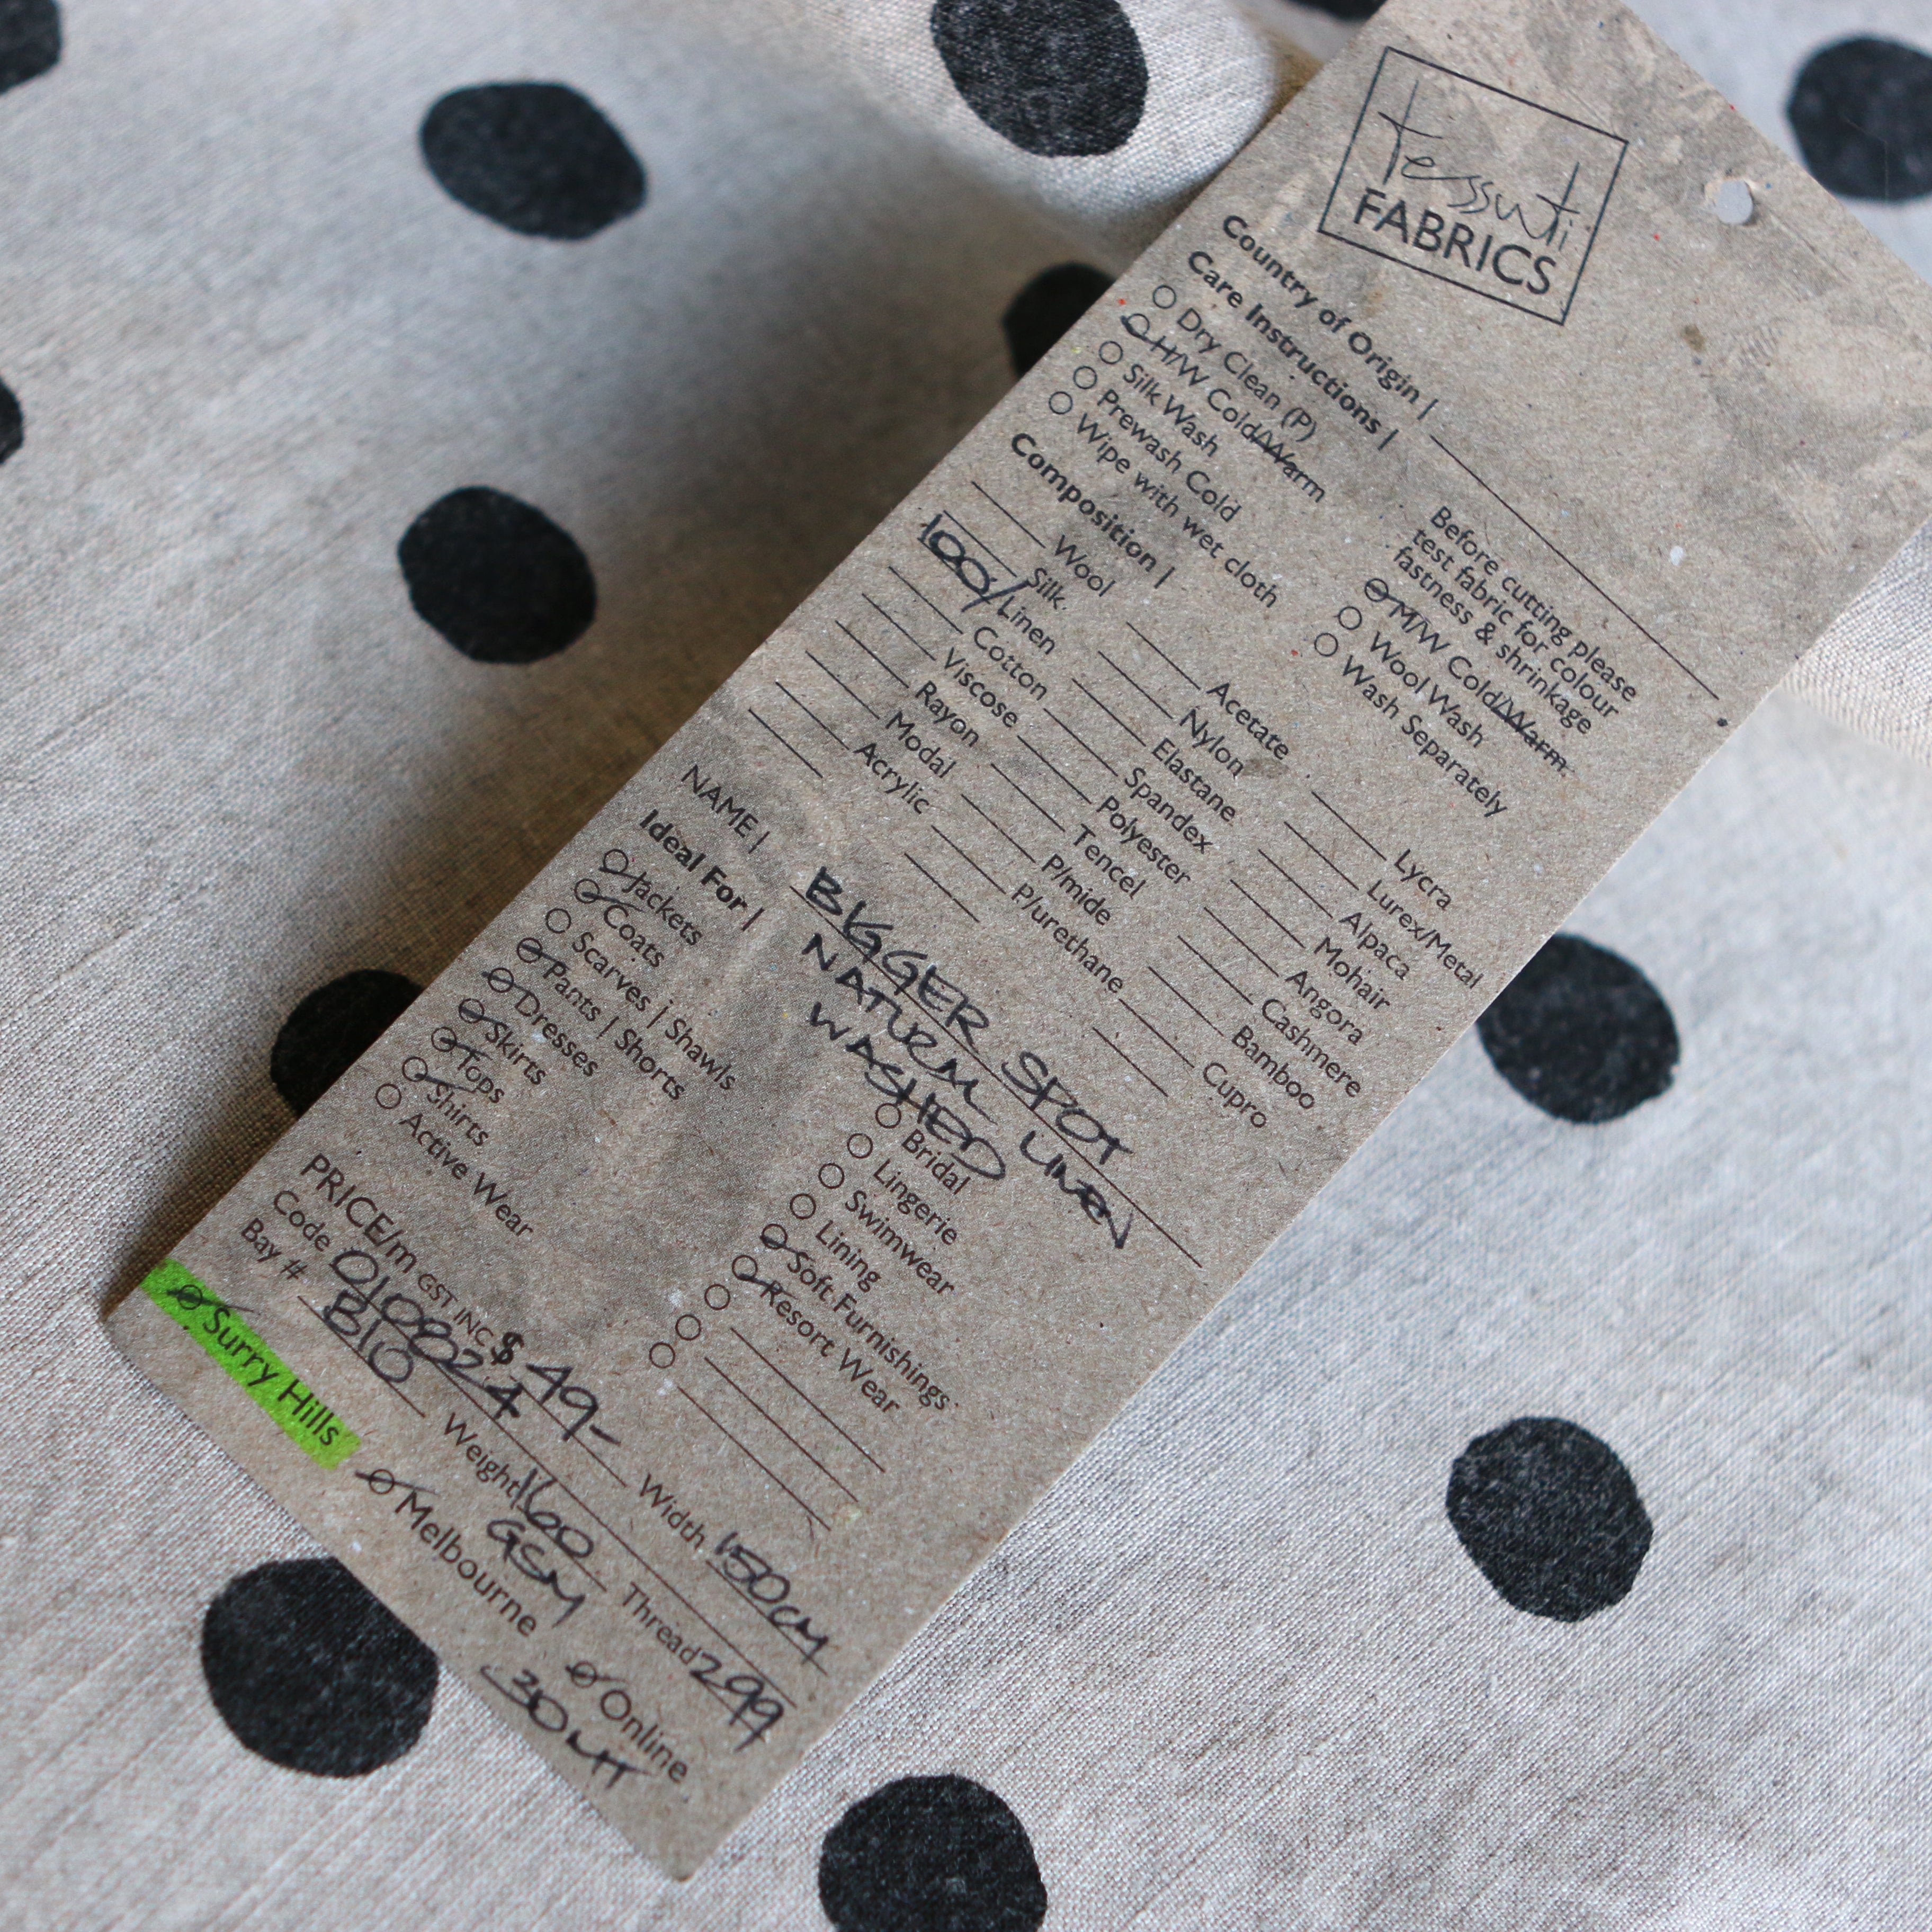 tessuti
FABRICS
Country of Origin |
Care Instructions |
Before cutting please
test fabric for colour
fastness & shrinkage
Dry Clean (P)
H/W Cold/Warm
Silk Wash
Prewash Cold
Wipe with wet cloth
M/W Cold/Warm
Wool Wash
Wash Separately
Composition |
Wool
Silk
100% Linen
Cotton
Viscose
Rayon
Modal
Acrylic
Acetate
Nylon
Elastane
Spandex
Polyester
Tencel
P/mide
P/urethane
Lycra
Lurex/Metal
Alpaca
Mohair
Angora
Cashmere
Bamboo
Cupro
NAME | BIGGER SPOT
NATURAL LINEN
WASHED
Ideal For |
Jackets
Coats
Scarves | Shawls
Pants | Shorts
Dresses
Skirts
Tops
Shirts
Active Wear
Bridal
Lingerie
Swimwear
Lining
Soft Furnishings
Resort Wear
PRICE/m GST INC $ 49- Width 150CM
Code 010824 Thread 299
Bay # B10 Weight 160
GSM
Surry Hills Melbourne Online
30 MT